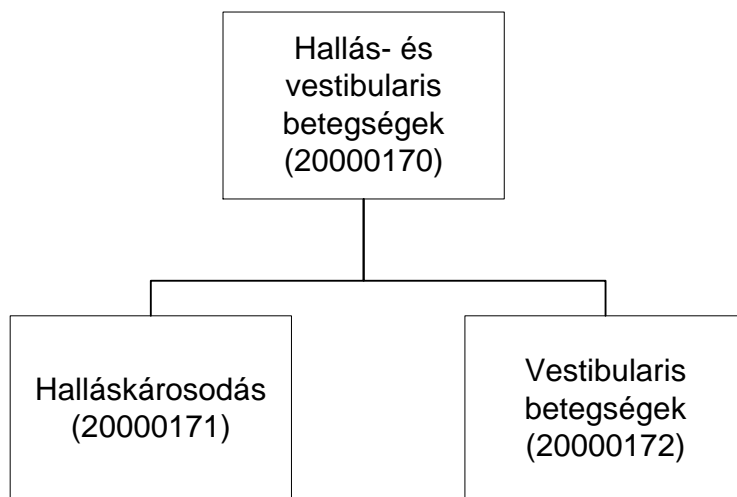 Hallás- és
vestibularis
betegségek
(20000170)
Halláskárosodás
(20000171)
Vestibularis
betegségek
(20000172)